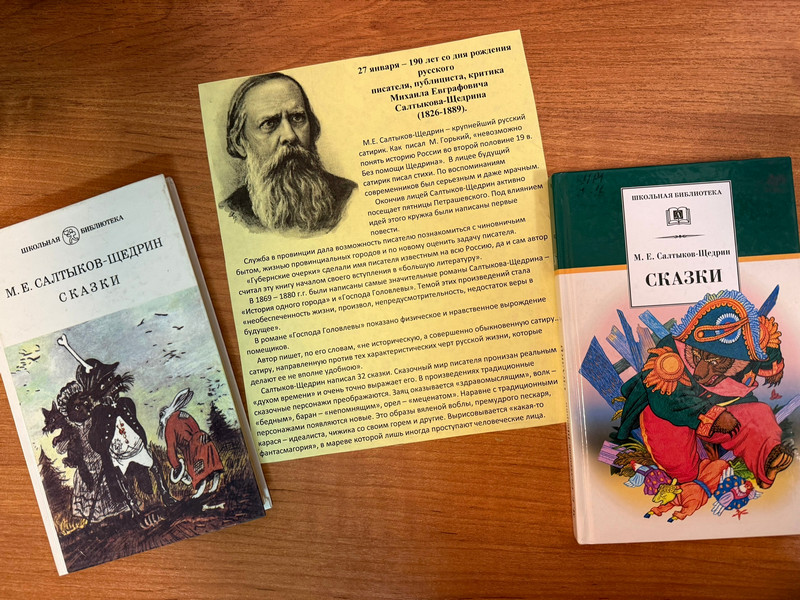 27 января – 190 лет со дня рождения
русского
писателя, публициста, критика
Михаила Евграфовича
Салтыкова-Щедрина
(1826-1889).
М.Е. Салтыков-Щедрин – крупнейший русский
сатирик. Как писал М. Горький, «невозможно
понять историю России во второй половине 19 в.
Без помощи Щедрина». В лицее будущий
сатирик писал стихи. По воспоминаниям
современников был серьезным и даже мрачным.
Окончив лицей Салтыков-Щедрин активно
посещает пятницы Петрашевского. Под влиянием
идей этого кружка были написаны первые
повести.
Служба в провинции дала возможность писателю познакомиться с чиновничьим
бытом, жизнью провинциальных городов и по новому оценить задачу писателя.
«Губернские очерки» сделали имя писателя известным на всю Россию, да и сам автор
считал эту книгу началом своего вступления в «большую литературу».
В 1869 – 1880 г.г. были написаны самые значительные романы Салтыкова-Щедрина –
«История одного города» и «Господа Головлевы». Темой этих произведений стала
«необеспеченность жизни, произвол, непредусмотрительность, недостаток веры в
будущее».
В романе «Господа Головлевы» показано физическое и нравственное вырождение
помещиков.
Автор пишет, по его словам, «не историческую, а совершенно обыкновенную сатиру…
сатиру, направленную против тех характеристических черт русской жизни, которые
делают ее не вполне удобною».
Салтыков-Щедрин написал 32 сказки. Сказочный мир писателя пронизан реальным
«духом времени» и очень точно выражает его. В произведениях традиционные
сказочные персонажи преображаются. Заяц оказывается «здравомыслящим», волк –
«бедным», баран – «непомнящим», орел – «меценатом». Наравне с традиционными
персонажами появляются новые. Это образы вяленой воблы, премудрого пескаря,
карася – идеалиста, чижика со своим горем и другие. Вырисовывается «какая-то
фантасмагория», в мареве которой лишь иногда проступают человеческие лица.
ШКОЛЬНАЯ БИБЛИОТЕКА
М. Е. САЛТЫКОВ-ЩЕДРИН
СКАЗКИ
ШКОЛЬНАЯ БИБЛИОТЕКА
М. Е. Салтыков-Щедрин
СКАЗКИ